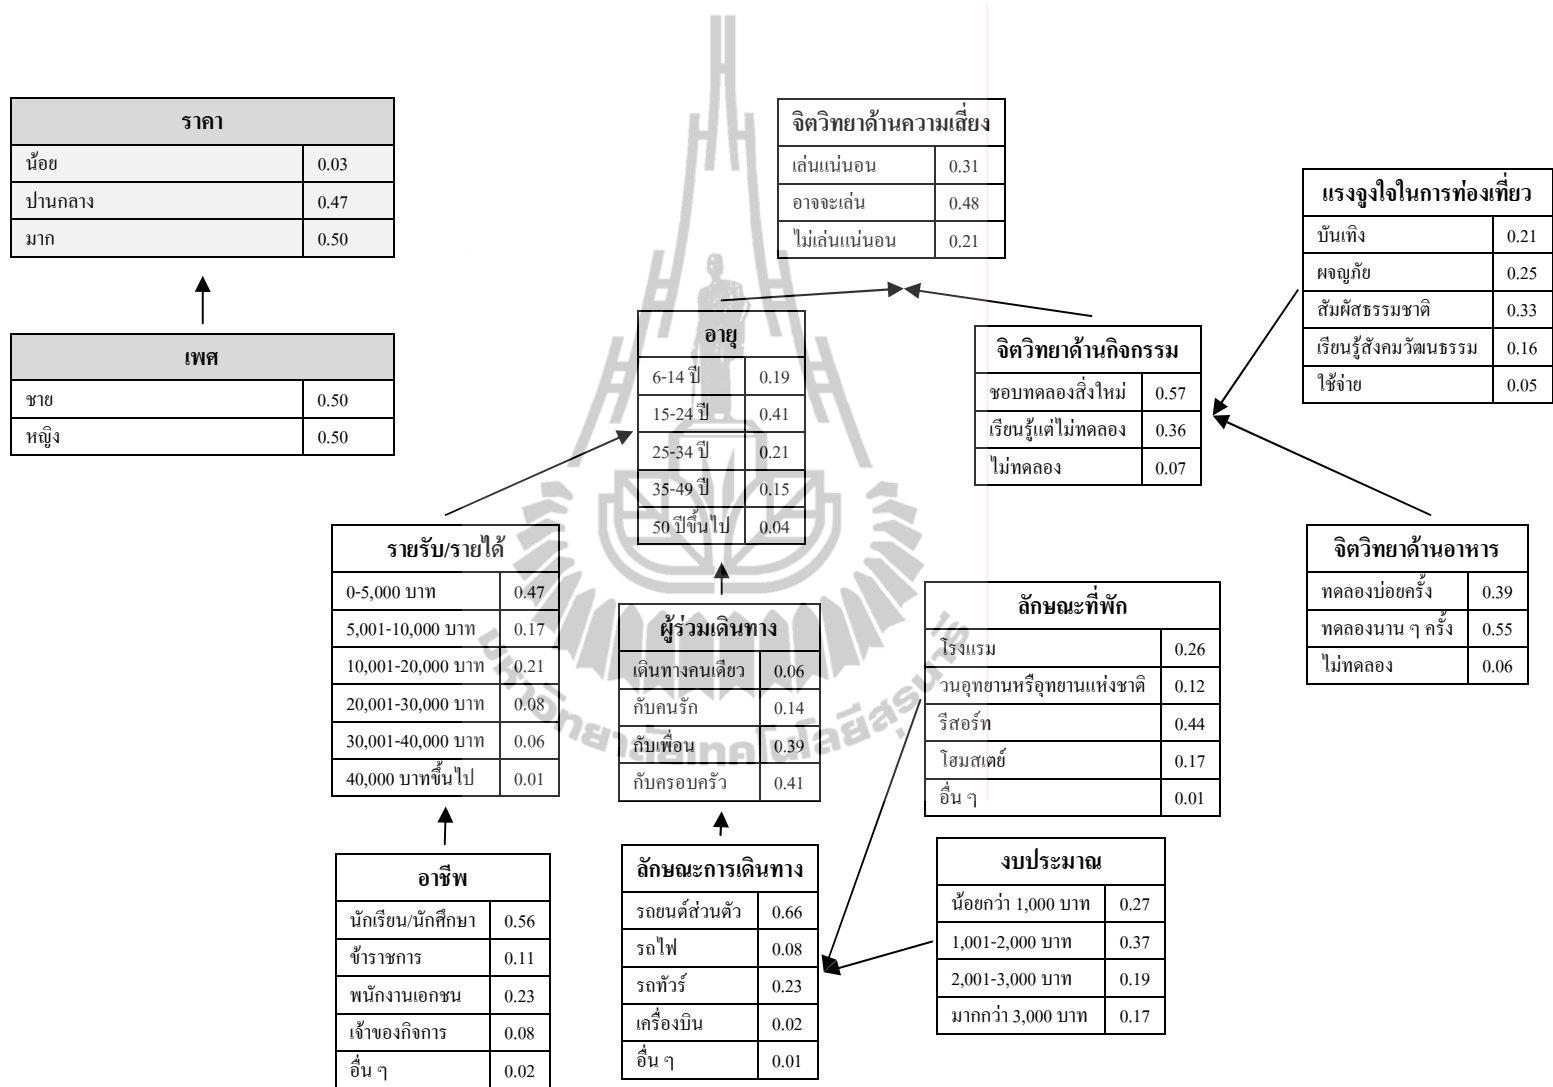 ราคา
น้อย 0.03
ปานกลาง 0.47
มาก 0.50
เพศ
ชาย 0.50
หญิง 0.50
จิตวิทยาด้านความเสี่ยง
เล่นแน่นอน 0.31
อาจจะเล่น 0.48
ไม่เล่นแน่นอน 0.21
แรงจูงใจในการท่องเที่ยว
บันเทิง 0.21
ผจญภัย 0.25
สัมผัสธรรมชาติ 0.33
เรียนรู้สังคมวัฒนธรรม 0.16
ใช้จ่าย 0.05
อายุ
6-14 ปี 0.19
15-24 ปี 0.41
25-34 ปี 0.21
35-49 ปี 0.15
50 ปีขึ้นไป 0.04
จิตวิทยาด้านกิจกรรม
ชอบทดลองสิ่งใหม่ 0.57
เรียนรู้แต่ไม่ทดลอง 0.36
ไม่ทดลอง 0.07
รายรับ/รายได้
0-5,000 บาท 0.47
5,001-10,000 บาท 0.17
10,001-20,000 บาท 0.21
20,001-30,000 บาท 0.08
30,001-40,000 บาท 0.06
40,000 บาทขึ้นไป 0.01
ผู้ร่วมเดินทาง
เดินทางคนเดียว 0.06
กับคนรัก 0.14
กับเพื่อน 0.39
กับครอบครัว 0.41
ลักษณะที่พัก
โรงแรม 0.26
วนอุทยานหรืออุทยานแห่งชาติ 0.12
รีสอร์ท 0.44
โฮมสเตย์ 0.17
อื่น ๆ 0.01
จิตวิทยาด้านอาหาร
ทดลองบ่อยครั้ง 0.39
ทดลองนาน ๆ ครั้ง 0.55
ไม่ทดลอง 0.06
อาชีพ
นักเรียน/นักศึกษา 0.56
ข้าราชการ 0.11
พนักงานเอกชน 0.23
เจ้าของกิจการ 0.08
อื่น ๆ 0.02
ลักษณะการเดินทาง
รถยนต์ส่วนตัว 0.66
รถไฟ 0.08
รถทัวร์ 0.23
เครื่องบิน 0.02
อื่น ๆ 0.01
งบประมาณ
น้อยกว่า 1,000 บาท 0.27
1,001-2,000 บาท 0.37
2,001-3,000 บาท 0.19
มากกว่า 3,000 บาท 0.17
มหาวิทยาลัยเทคโนโลยีสุรนารี